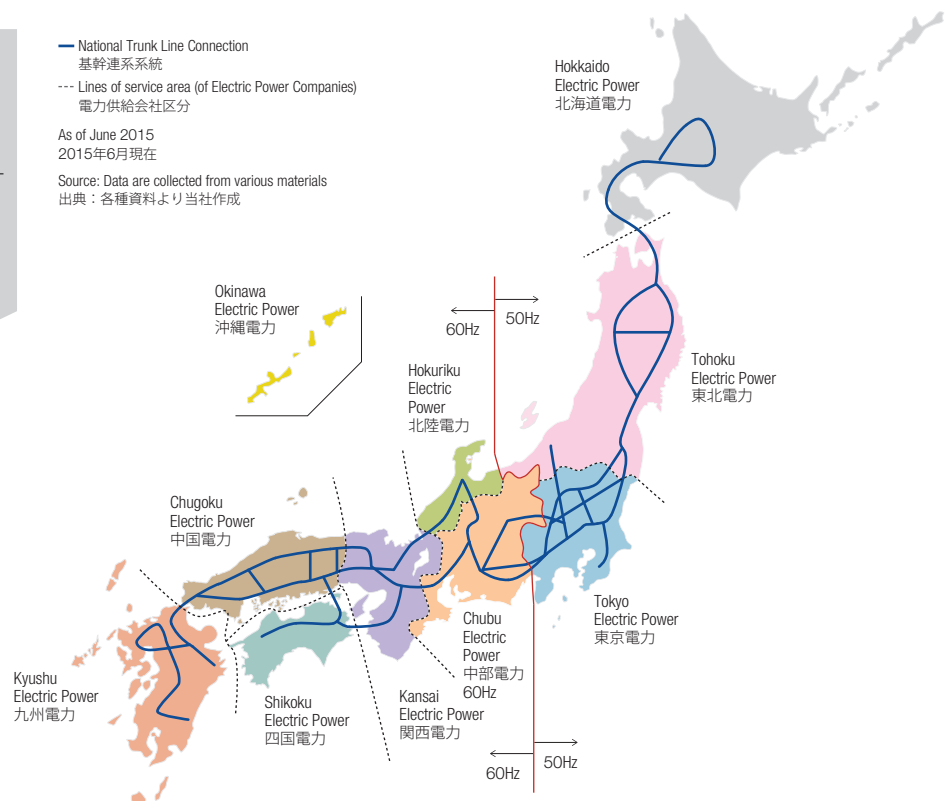 National Trunk Line Connection
基幹連系系統
Lines of service area (of Electric Power Companies)
電力供給会社区分
As of June 2015
2015年6月現在
Source: Data are collected from various materials
出典：各種資料より当社作成
Hokkaido
Electric Power
北海道電力
Okinawa
Electric Power
沖縄電力
60Hz
50Hz
Hokuriku
Electric
Power
北陸電力
Tohoku
Electric Power
東北電力
Chugoku
Electric Power
中国電力
Tokyo
Electric Power
東京電力
Chubu
Electric
Power
中部電力
60Hz
Kyushu
Electric Power
九州電力
Shikoku
Electric Power
四国電力
Kansai
Electric Power
関西電力
60Hz
50Hz